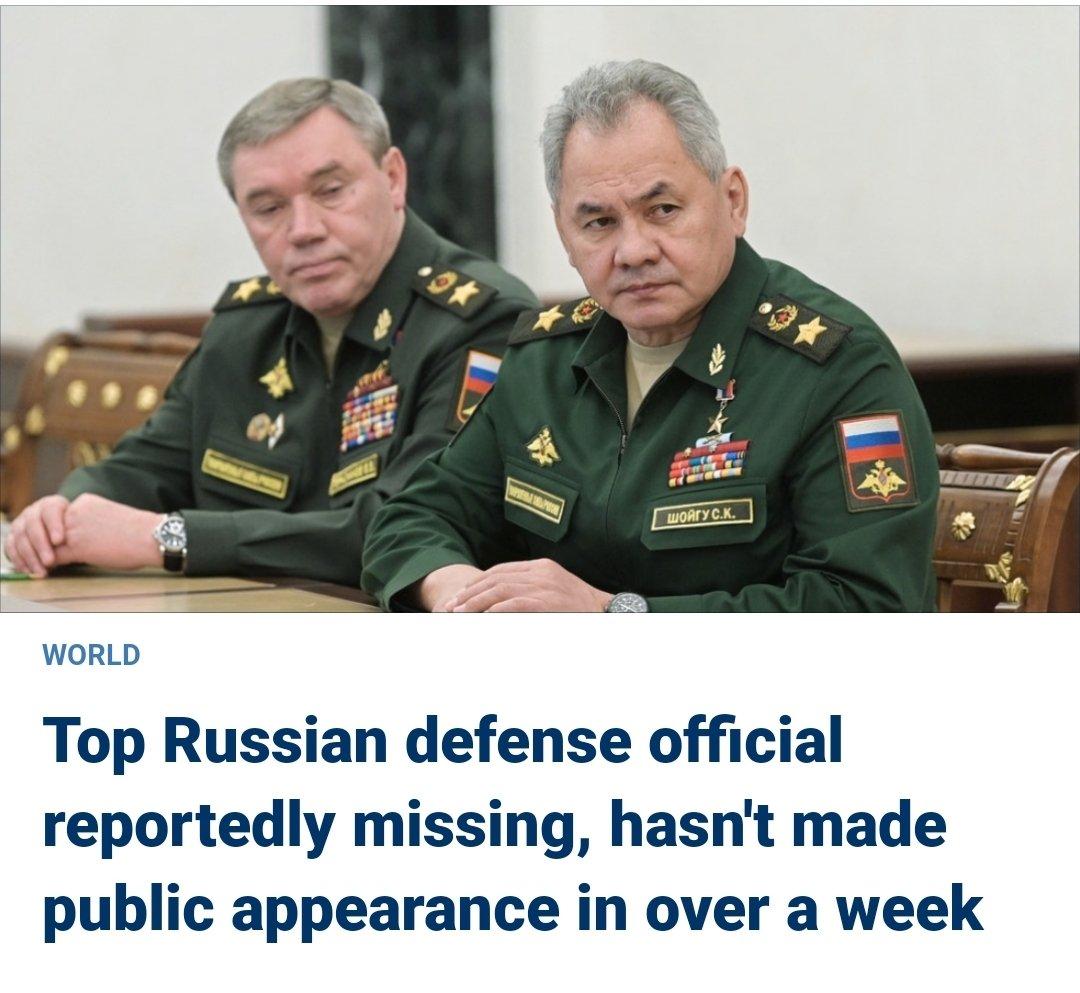 ШОЙГУ С.К.
WORLD
Top Russian defense official
reportedly missing, hasn't made
public appearance in over a week